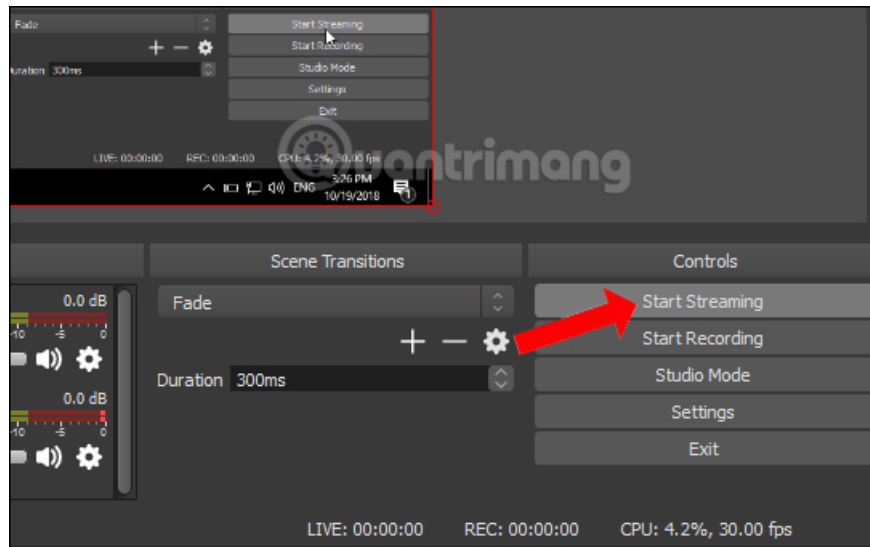 Fade
Start Streaming
Start Recording
Duration 300ms
Studio Mode
Settings
Exit
LIVE: 00:00:00 REC: 00:00:00 CPU: 4.2%, 30.00 fps
uantrimang
ENG 3:26 PM
10/19/2018
1
Scene Transitions Controls
0.0 dB Fade Start Streaming
-10 -5 0 Start Recording
Duration 300ms Studio Mode
0.0 dB Settings
-10 -5 0
Exit
LIVE: 00:00:00 REC: 00:00:00 CPU: 4.2%, 30.00 fps